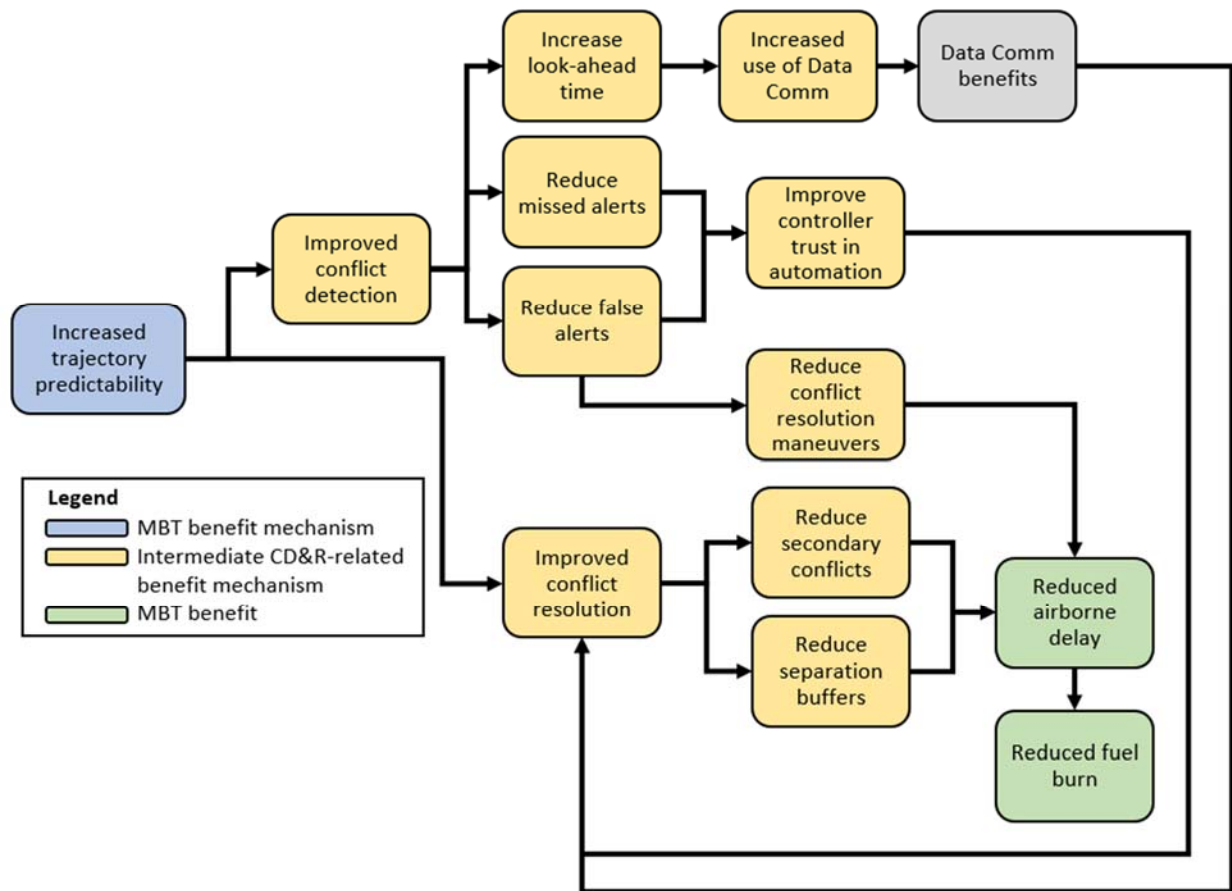 Increase
look-ahead
time
Increased
use of Data
Comm
Data Comm
benefits
Reduce
missed alerts
Improve
controller
trust in
automation
Improved
conflict
detection
Reduce false
alerts
Increased
trajectory
predictability
Reduce
conflict
resolution
maneuvers
Legend
MBT benefit mechanism
Intermediate CD&R-related
benefit mechanism
MBT benefit
Improved
conflict
resolution
Reduce
secondary
conflicts
Reduce
separation
buffers
Reduced
airborne
delay
Reduced fuel
burn